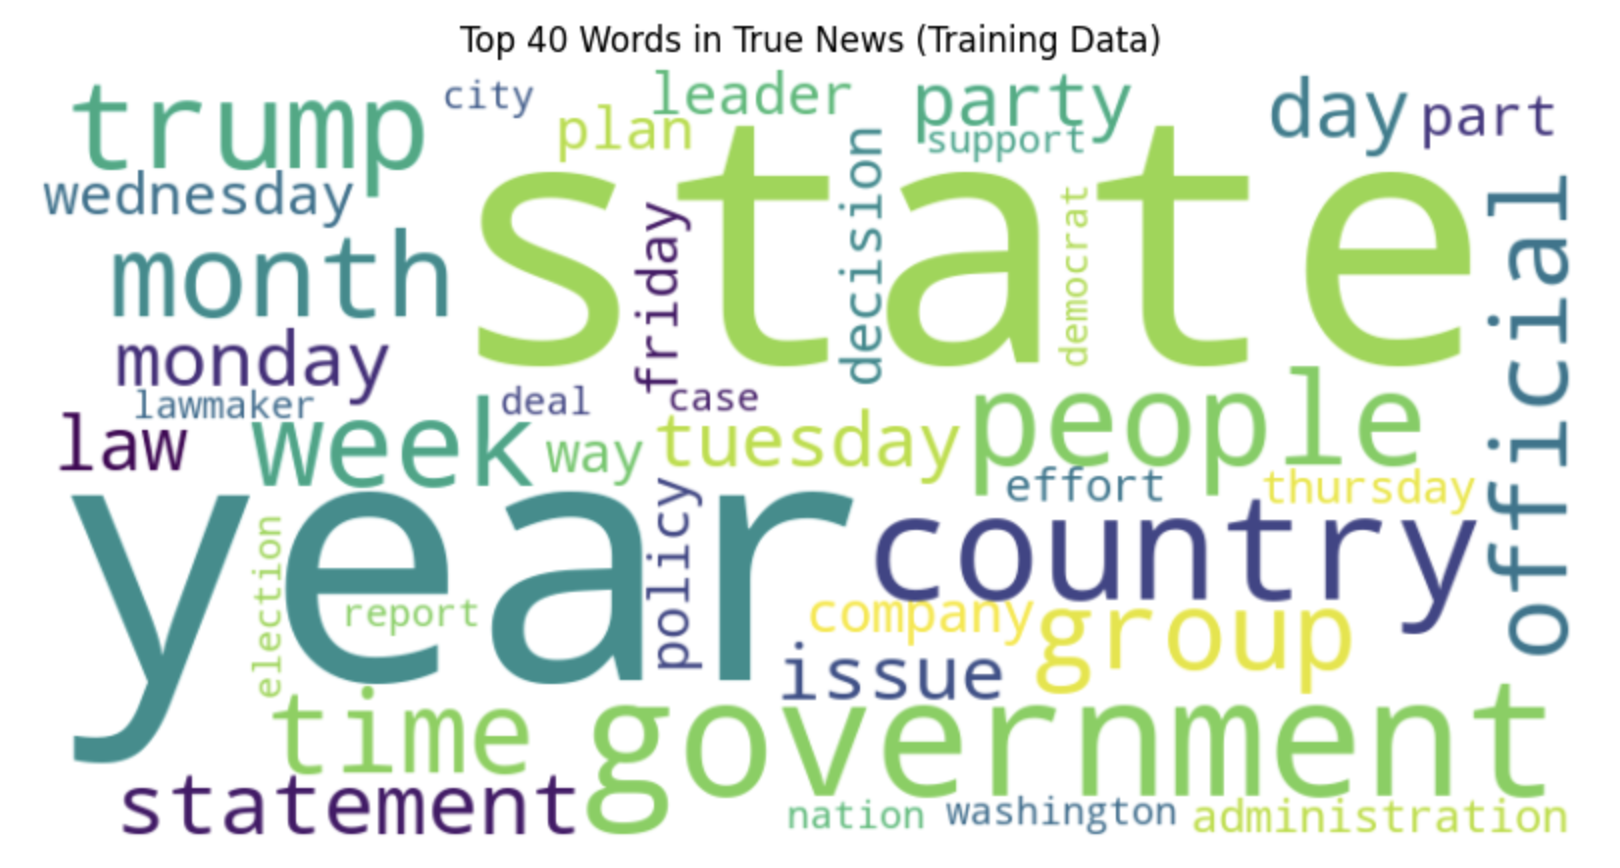 Top 40 Words in True News (Training Data)
trump
city
leader
plan
party
support
day
part
wednesday
state
decision
democrat
friday
official
month
monday
lawmaker
deal
case
law
week
way
tuesday
people
effort
thursday
year
policy
country
election
report
company
group
issue
time
government
statement
nation
washington
administration